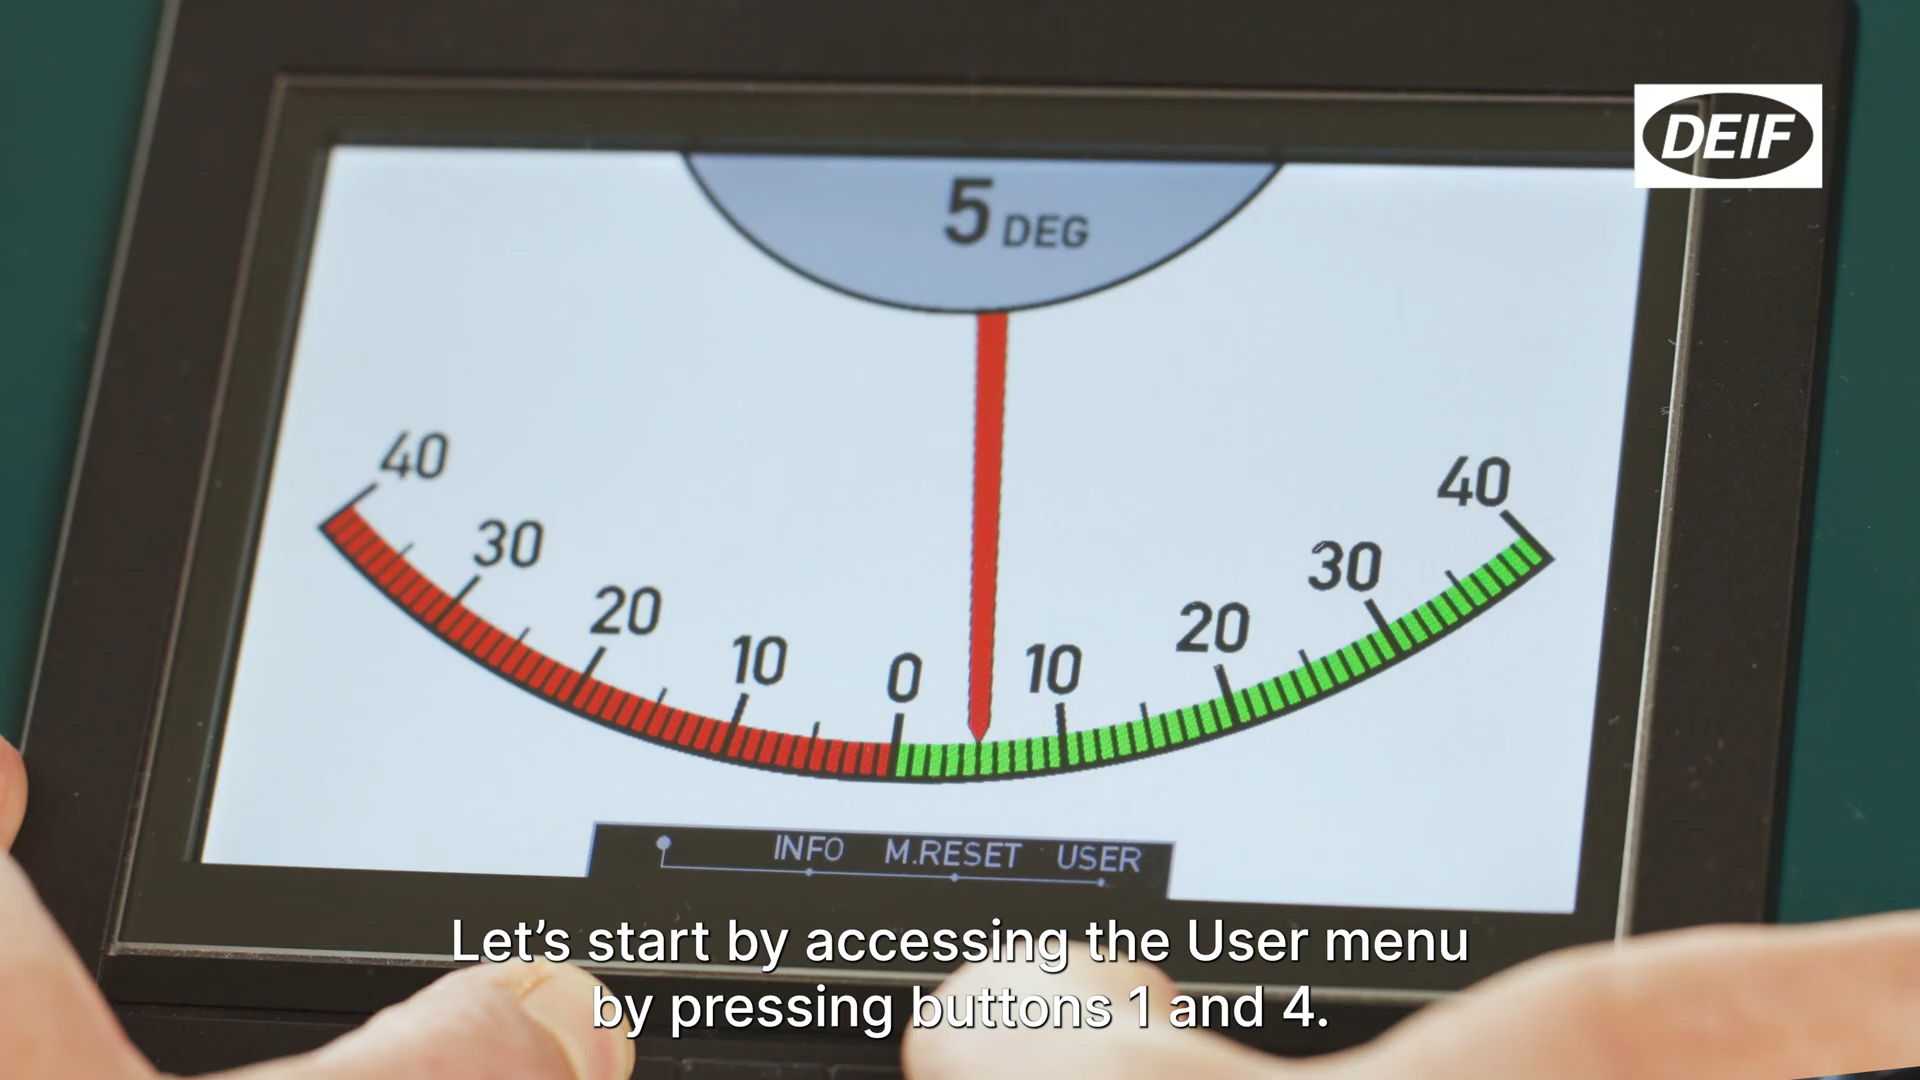 DEIF
5 DEG
40 30 20 10 0 10 20 30 40
INFO M.RESET USER
Let’s start by accessing the User menu
by pressing buttons 1 and 4.